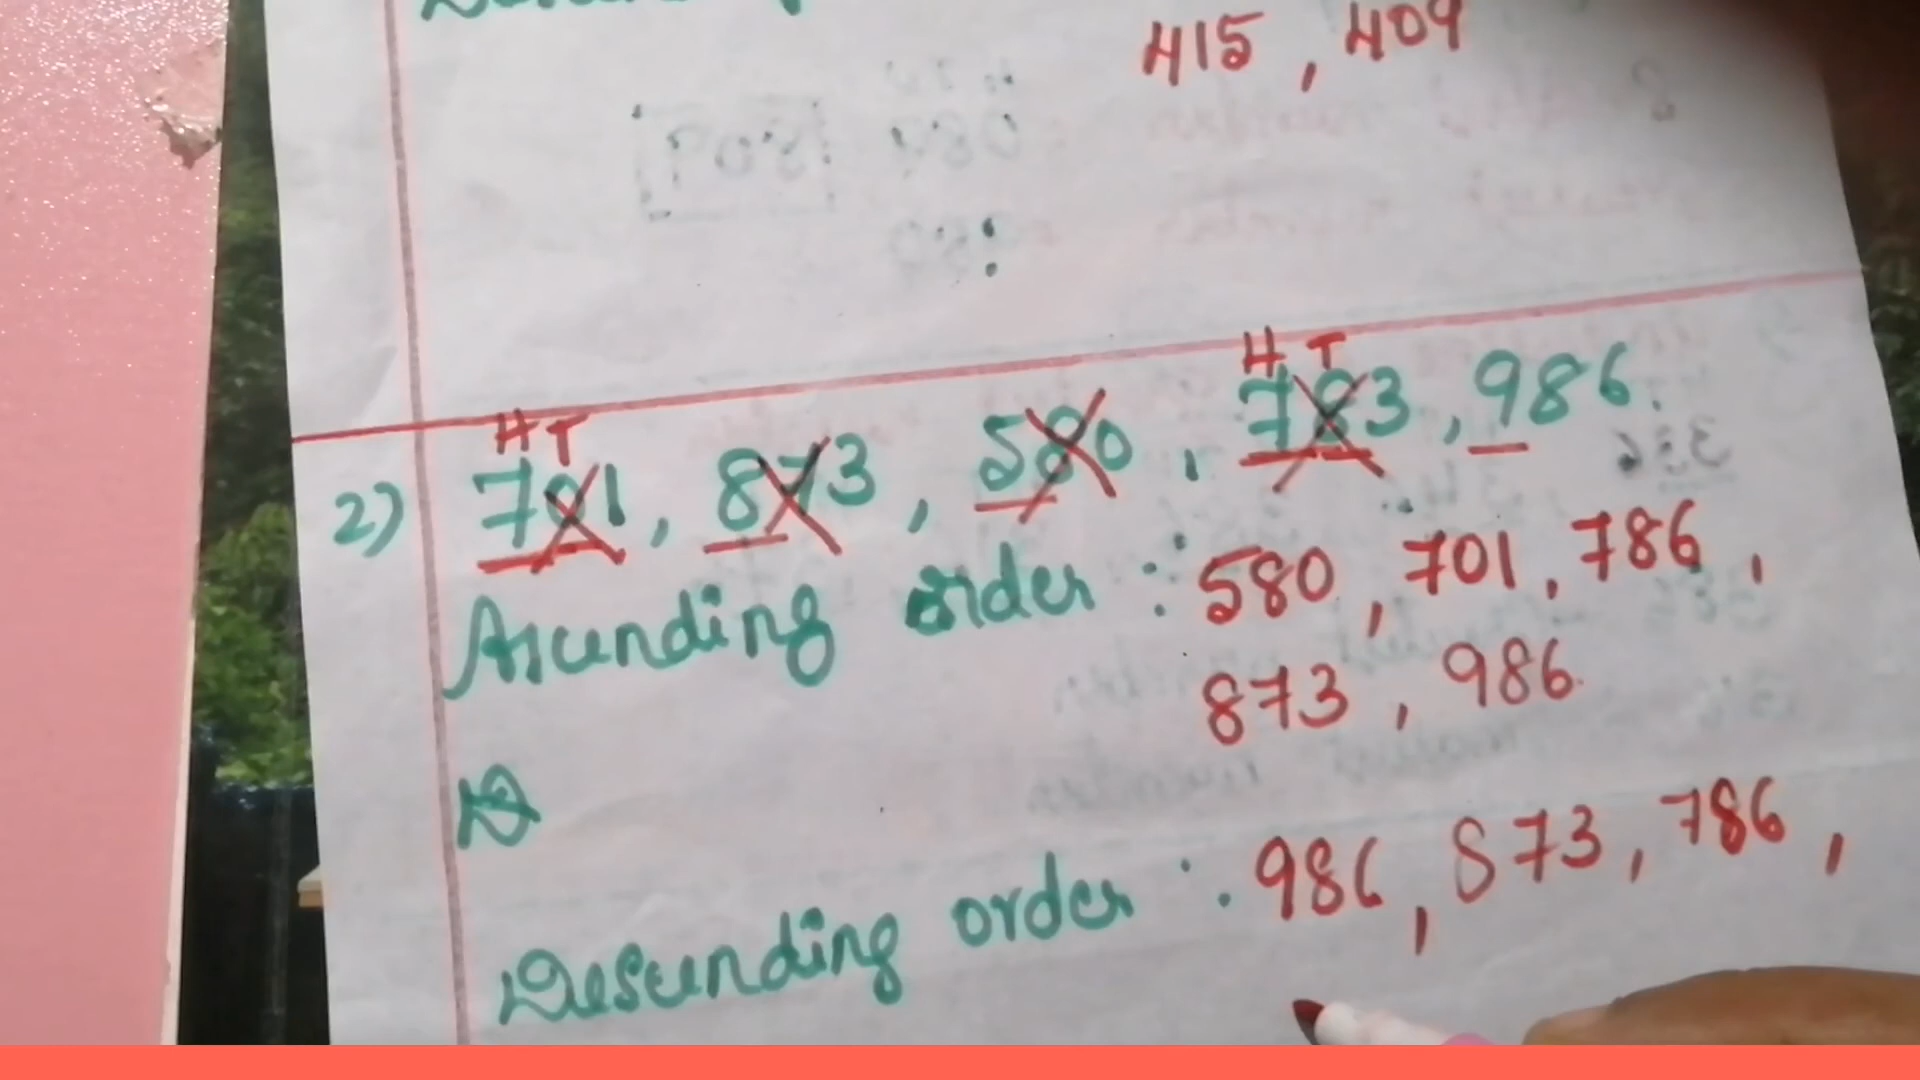 415, 409
H T H T
2) 701, 873, 580, 783, 986.
Ascending order : 580, 701, 786,
873, 986.
D
Descending order : 986, 873, 786,